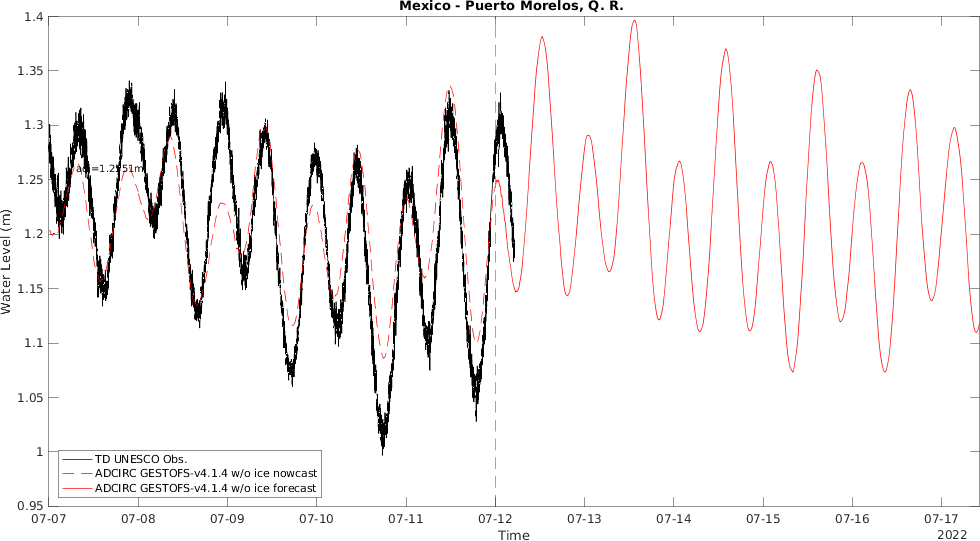 Mexico - Puerto Morelos, Q. R.
Water Level (m)
1.4
1.35
1.3
1.25
1.2
1.15
1.1
1.05
1
0.95
TD UNESCO Obs.
ADCIRC GESTOFS-v4.1.4 w/o ice nowcast
ADCIRC GESTOFS-v4.1.4 w/o ice forecast
07-07 07-08 07-09 07-10 07-11 07-12 07-13 07-14 07-15 07-16 07-17
Time
2022